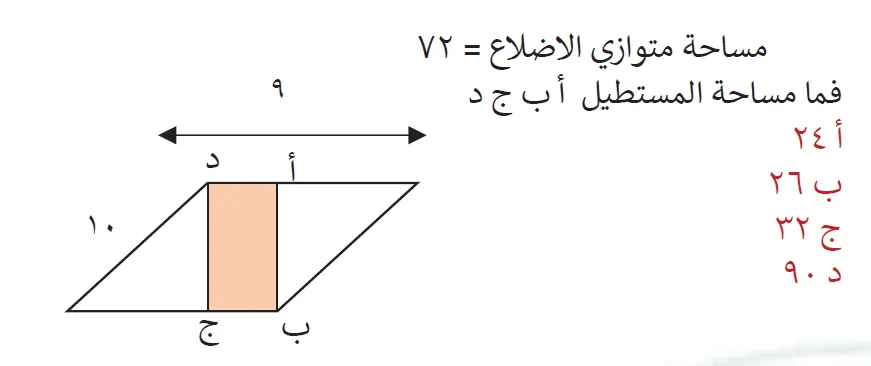 مساحة متوازي الاضلاع = ٧٢
فما مساحة المستطيل أ ب ج د
أ ٢٤
ب ٢٦
ج ٣٢
د ٩٠
٩
د أ
١٠
ج ب